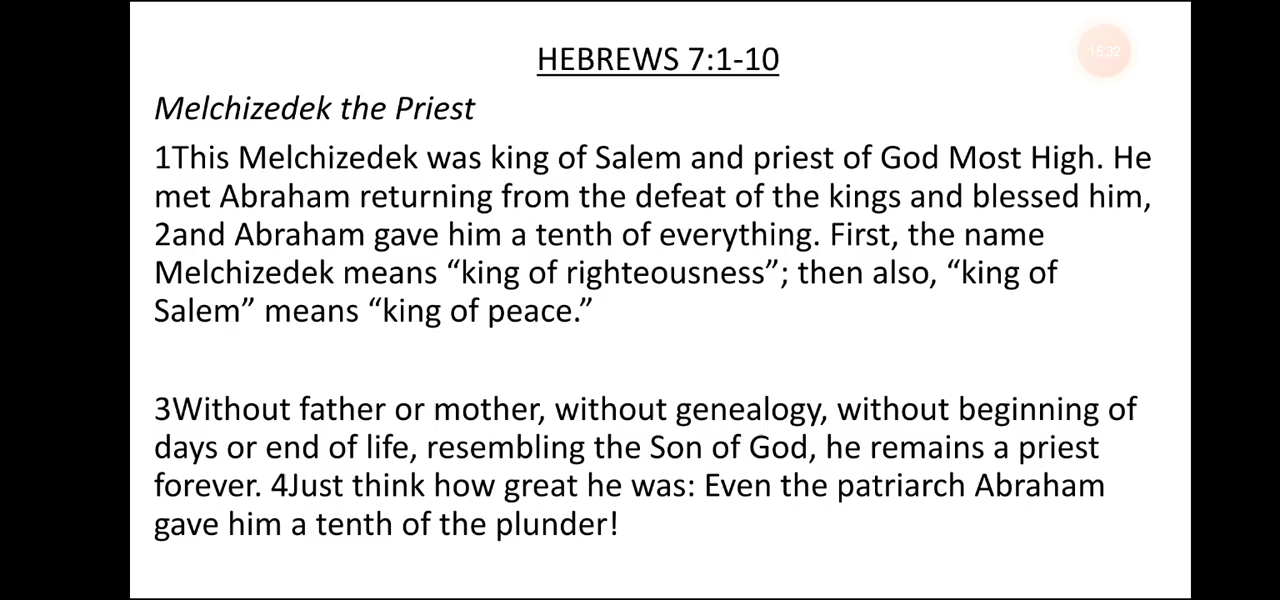 HEBREWS 7:1-10
15:32
Melchizedek the Priest
1This Melchizedek was king of Salem and priest of God Most High. He
met Abraham returning from the defeat of the kings and blessed him,
2and Abraham gave him a tenth of everything. First, the name
Melchizedek means “king of righteousness”; then also, “king of
Salem” means “king of peace.”
3Without father or mother, without genealogy, without beginning of
days or end of life, resembling the Son of God, he remains a priest
forever. 4Just think how great he was: Even the patriarch Abraham
gave him a tenth of the plunder!